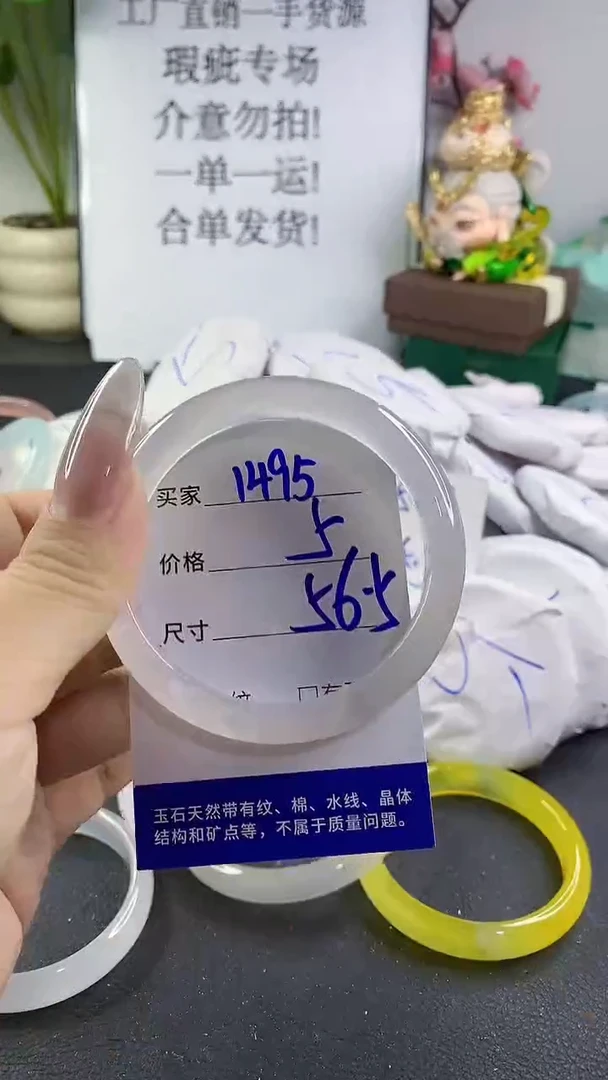 工厂直销一手货源
瑕疵专场
介意勿拍!
一单一运!
合单发货!
买家 1495
价格 5
尺寸 56.5
玉石天然带有纹、棉、水线、晶体
结构和矿点等，不属于质量问题。